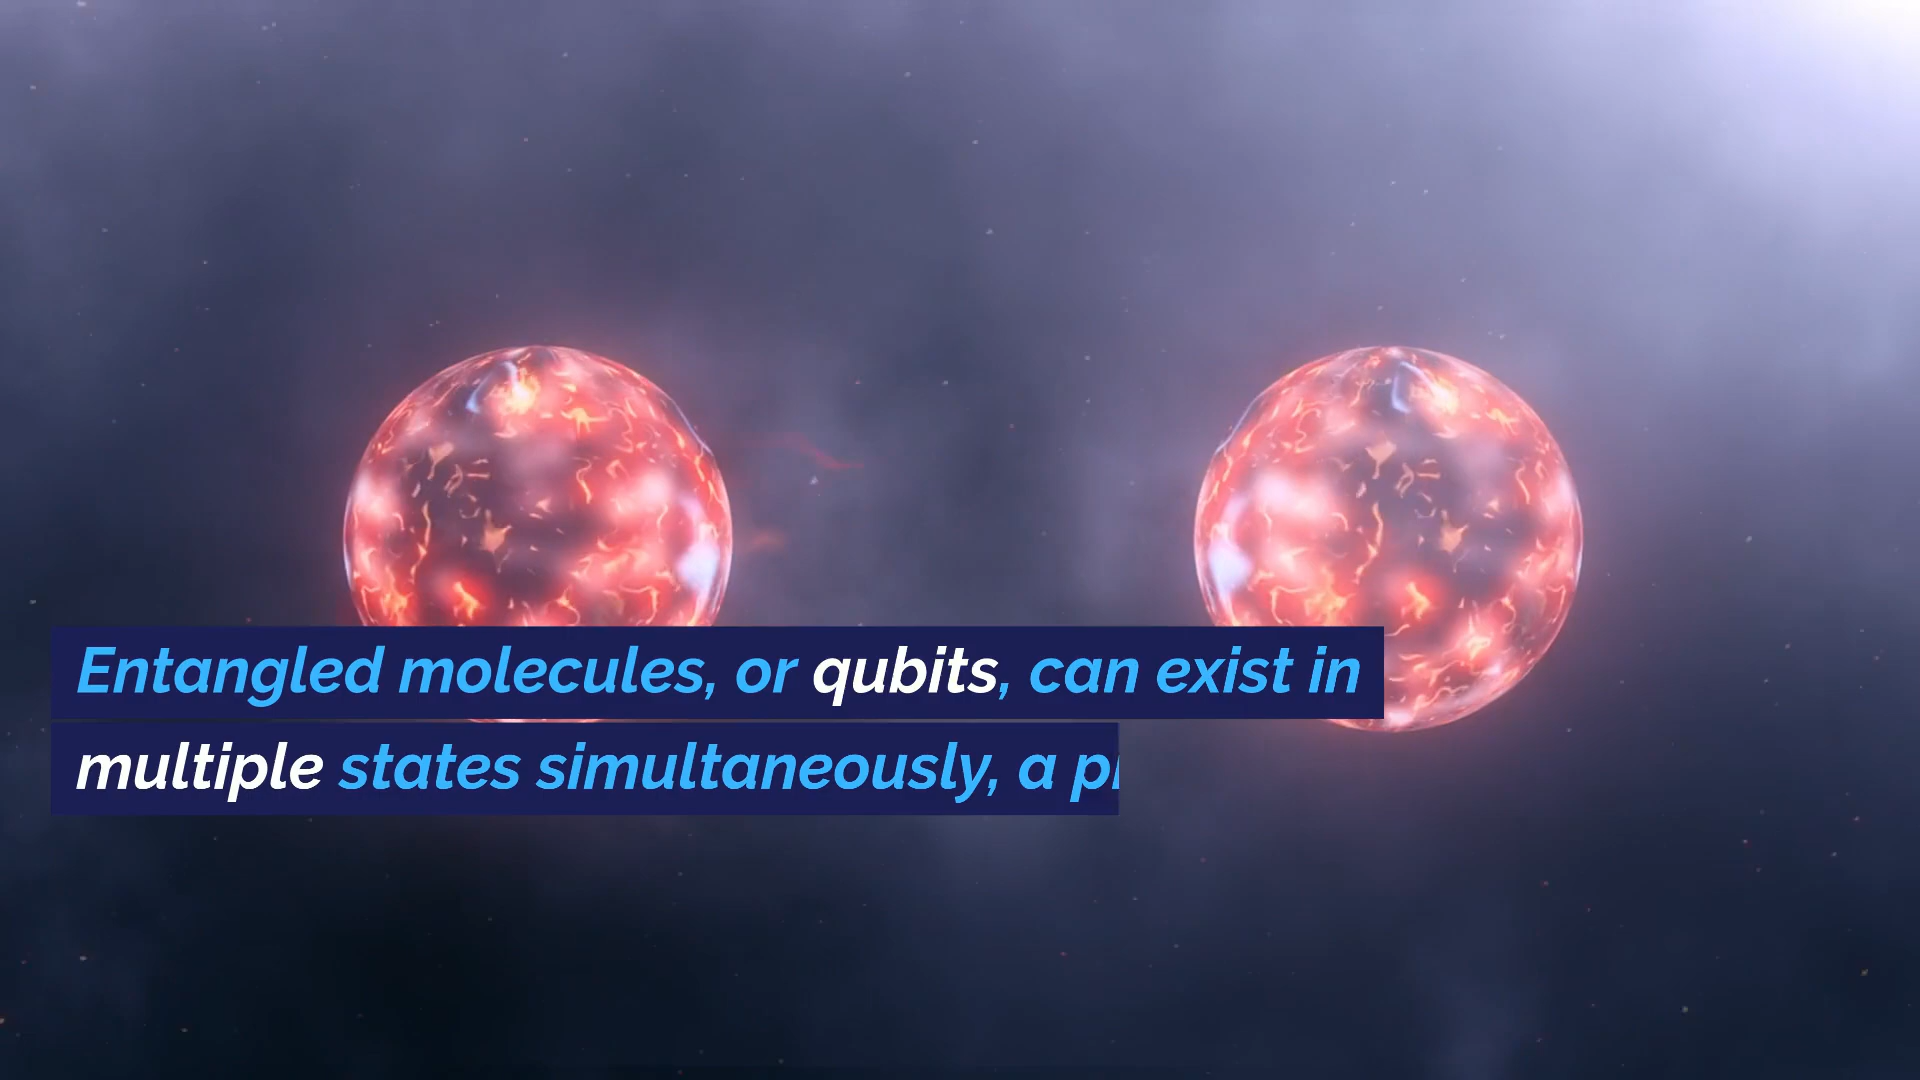 Entangled molecules, or qubits, can exist in
multiple states simultaneously, a